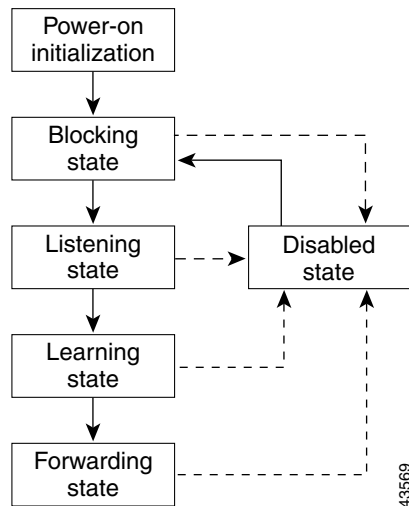 Power-on
initialization
Blocking
state
Listening
state
Disabled
state
Learning
state
Forwarding
state
43569